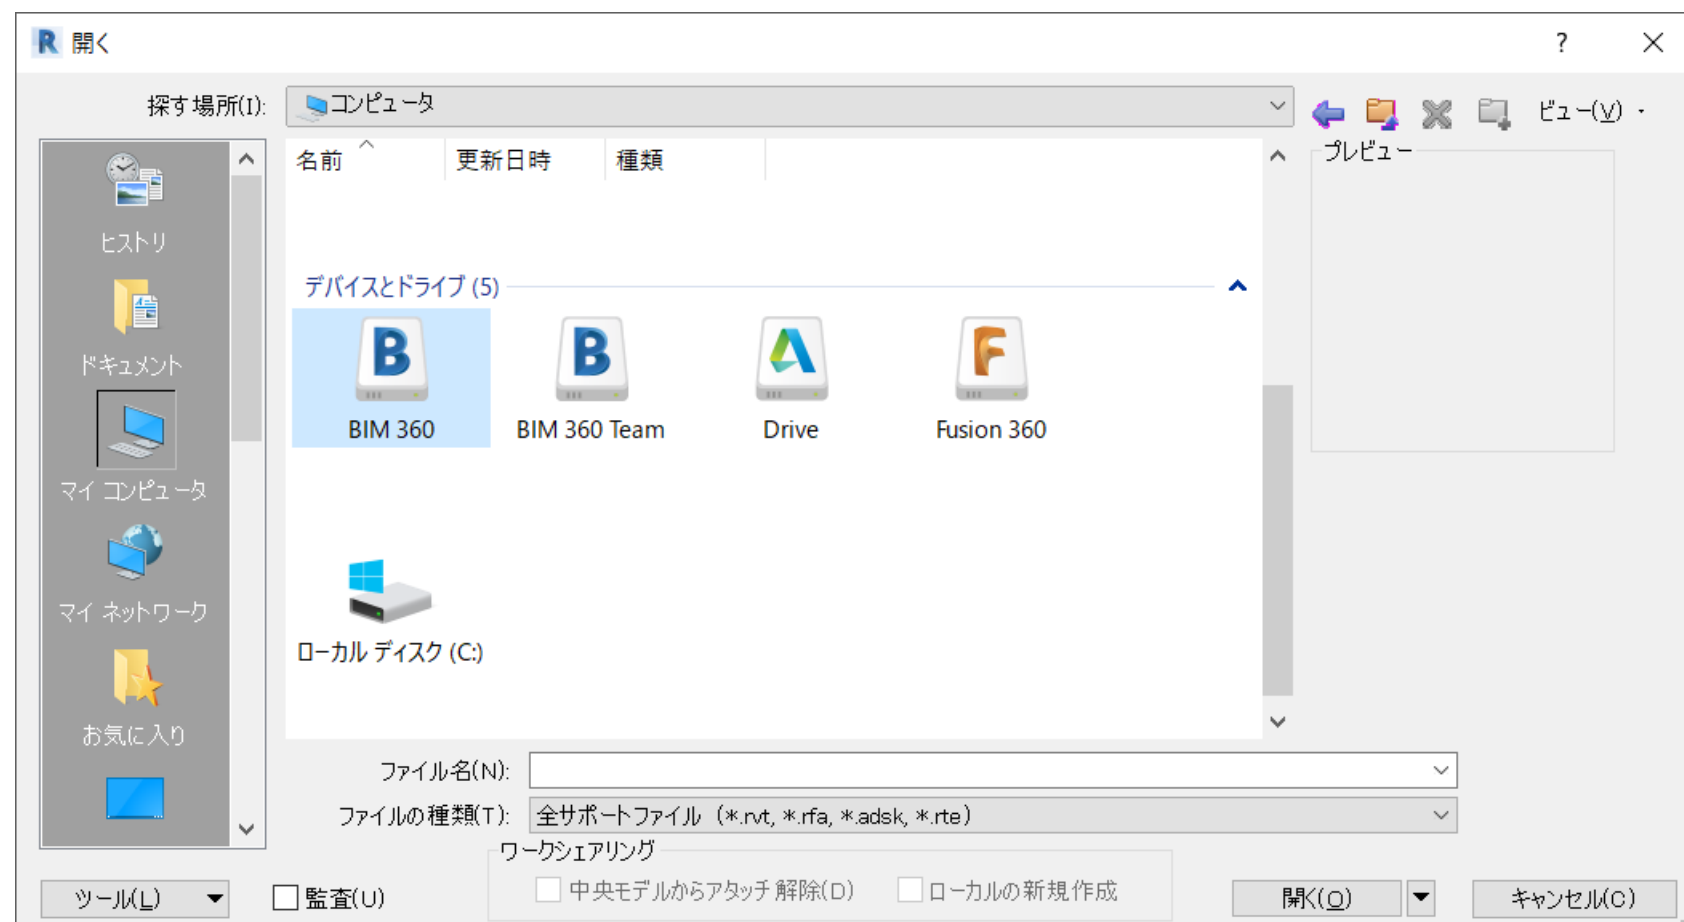 開く
探す場所(I):
コンピュータ
ビュー(V)
ヒストリ
ドキュメント
マイ コンピュータ
マイ ネットワーク
お気に入り
名前 更新日時 種類
デバイスとドライブ (5)
BIM 360 BIM 360 Team Drive Fusion 360
ローカル ディスク (C:)
プレビュー
ファイル名(N):
ファイルの種類(T): 全サポートファイル (*.rvt, *.rfa, *.adsk, *.rte)
ワークシェアリング
ツール(L) 監査(U) 中央モデルからアタッチ解除(D) ローカルの新規作成 開く(O) キャンセル(C)